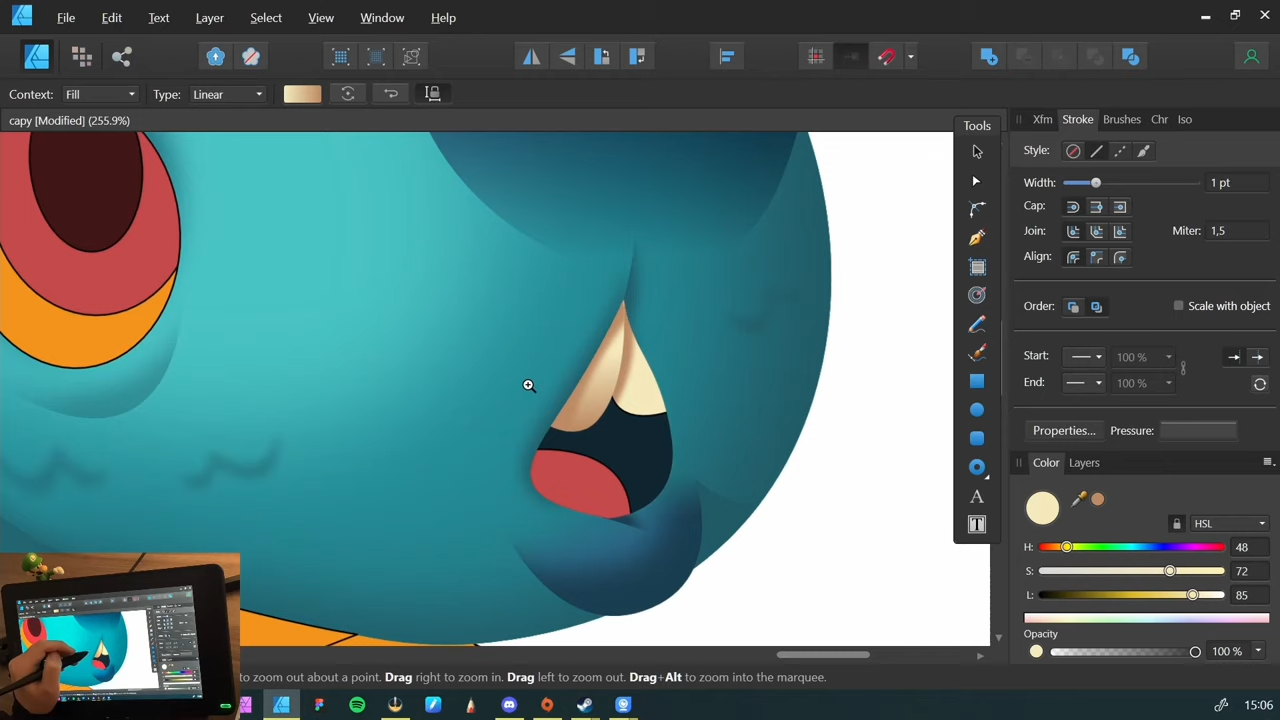 File Edit Text Layer Select View Window Help
Context: Fill Type: Linear
capy [Modified] (255.9%)
Tools
Xfm Stroke Brushes Chr Iso
Style:
Width: 1 pt
Cap:
Join: Miter: 1,5
Align:
Order: Scale with object
Start: 100 % 100 %
End: 100 % 100 %
Properties... Pressure:
Color Layers
HSL
H: 48
S: 72
L: 85
Opacity
100 %
A
T
to zoom out about a point. Drag right to zoom in. Drag left to zoom out. Drag+Alt to zoom into the marquee.
15:06